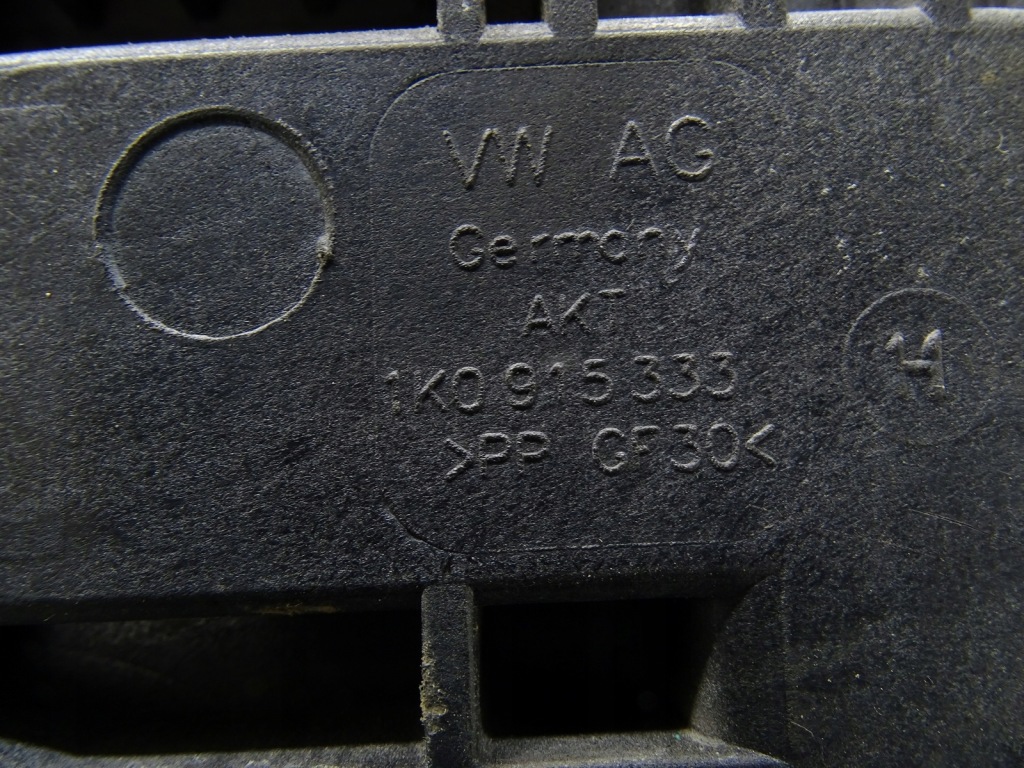 VW AG
Germany
AKT
1K0 915 333
>PP GF30<